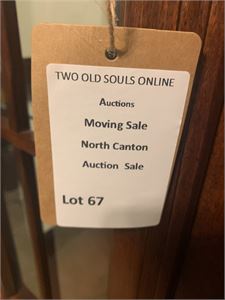 TWO OLD SOULS ONLINE
Auctions
Moving Sale
North Canton
Auction Sale
Lot 67